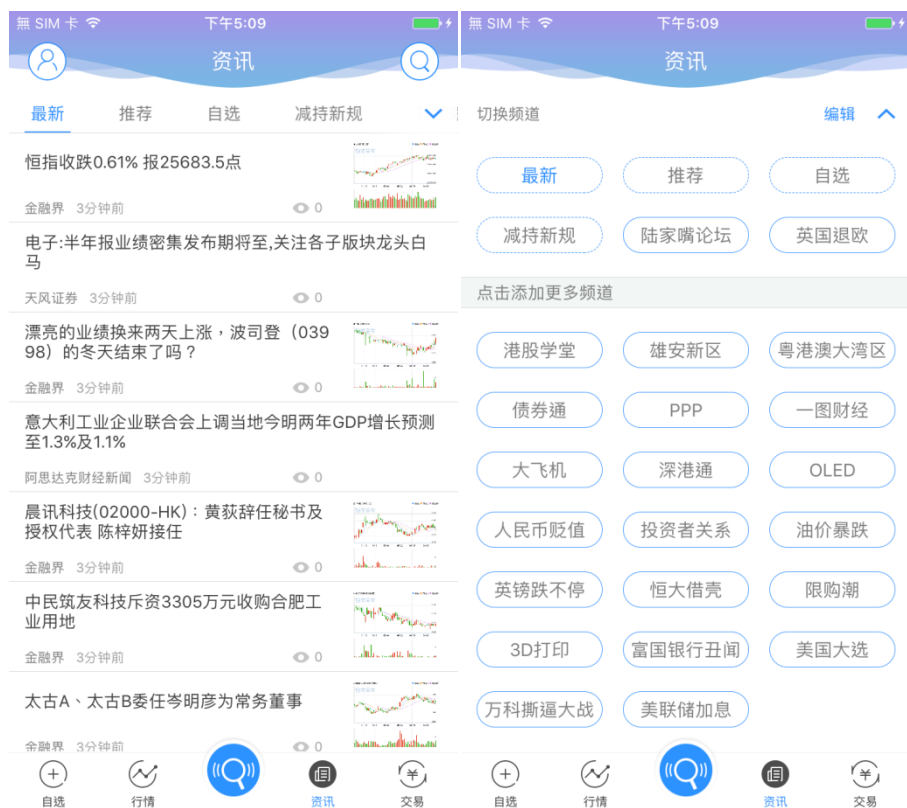 無 SIM 卡 下午5:09
资讯
最新 推荐 自选 减持新规
恒指收跌0.61% 报25683.5点
金融界 3分钟前 0
电子:半年报业绩密集发布期将至,关注各子版块龙头白
马
天风证券 3分钟前 0
漂亮的业绩换来两天上涨，波司登（039
98）的冬天结束了吗？
金融界 3分钟前 0
意大利工业企业联合会上调当地今明两年GDP增长预测
至1.3%及1.1%
阿思达克财经新闻 3分钟前 0
晨讯科技(02000-HK)：黄荻辞任秘书及
授权代表 陈梓妍接任
金融界 3分钟前 0
中民筑友科技斥资3305万元收购合肥工
业用地
金融界 3分钟前 0
太古A、太古B委任岑明彦为常务董事
金融界 3分钟前 0
自选 行情 资讯 交易
無 SIM 卡 下午5:09
资讯
切换频道 编辑
最新 推荐 自选
减持新规 陆家嘴论坛 英国退欧
点击添加更多频道
港股学堂 雄安新区 粤港澳大湾区
债券通 PPP 一图财经
大飞机 深港通 OLED
人民币贬值 投资者关系 油价暴跌
英镑跌不停 恒大借壳 限购潮
3D打印 富国银行丑闻 美国大选
万科撕逼大战 美联储加息
自选 行情 资讯 交易